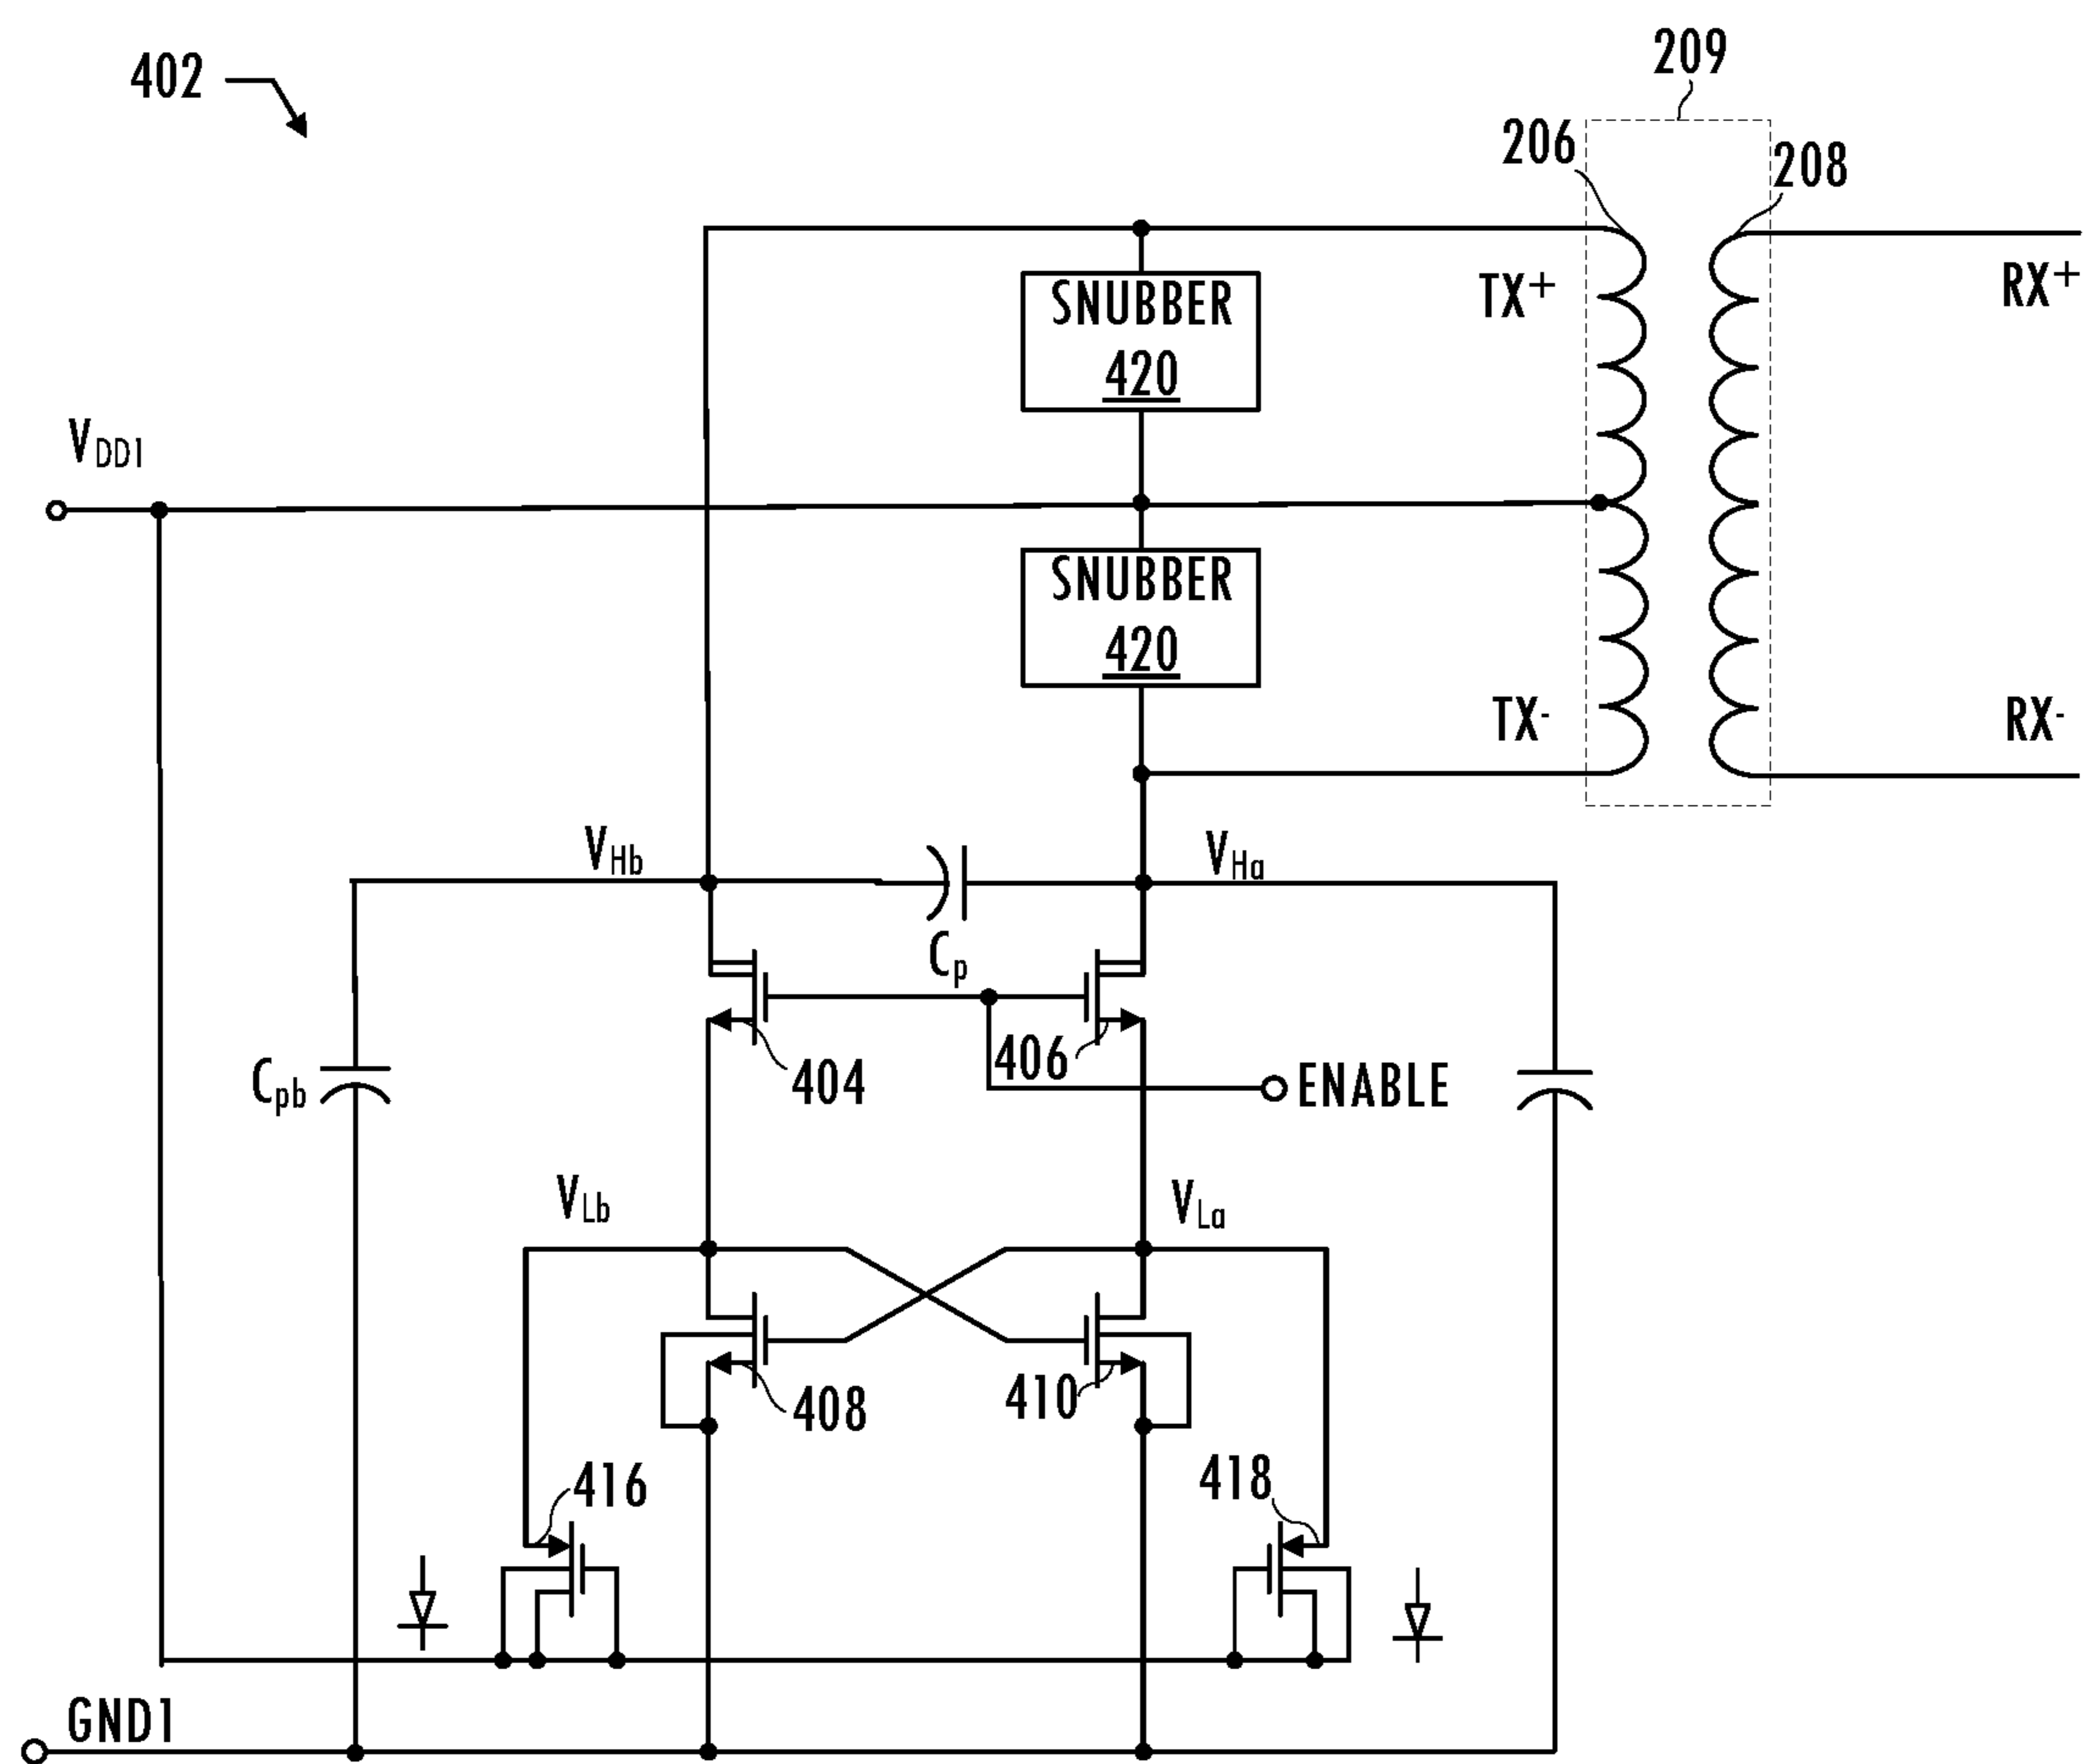 402
209
206
208
SNUBBER
420
TX+
RX+
VDD1
SNUBBER
420
TX-
RX-
VHb
VHa
Cp
Cpb
404
406
ENABLE
VLb
VLa
408
410
416
418
GND1